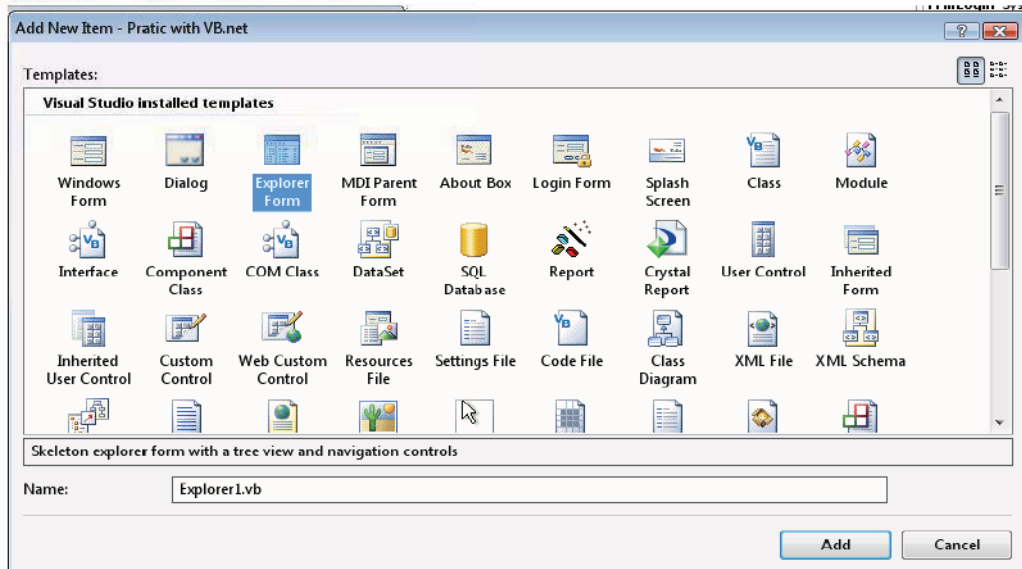 Add New Item - Pratic with VB.net
Templates:
Visual Studio installed templates
Windows Form
Dialog
Explorer Form
MDI Parent Form
About Box
Login Form
Splash Screen
Class
Module
Interface
Component Class
COM Class
DataSet
SQL Database
Report
Crystal Report
User Control
Inherited Form
Inherited User Control
Custom Control
Web Custom Control
Resources File
Settings File
Code File
Class Diagram
XML File
XML Schema
Skeleton explorer form with a tree view and navigation controls
Name:
Explorer1.vb
Add
Cancel